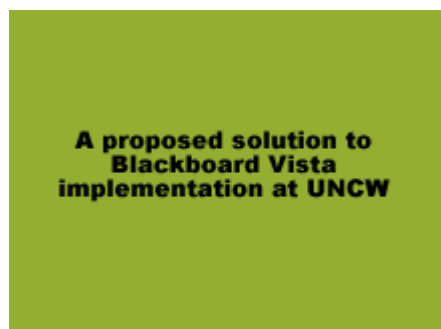 A proposed solution to
Blackboard Vista
implementation at UNCW